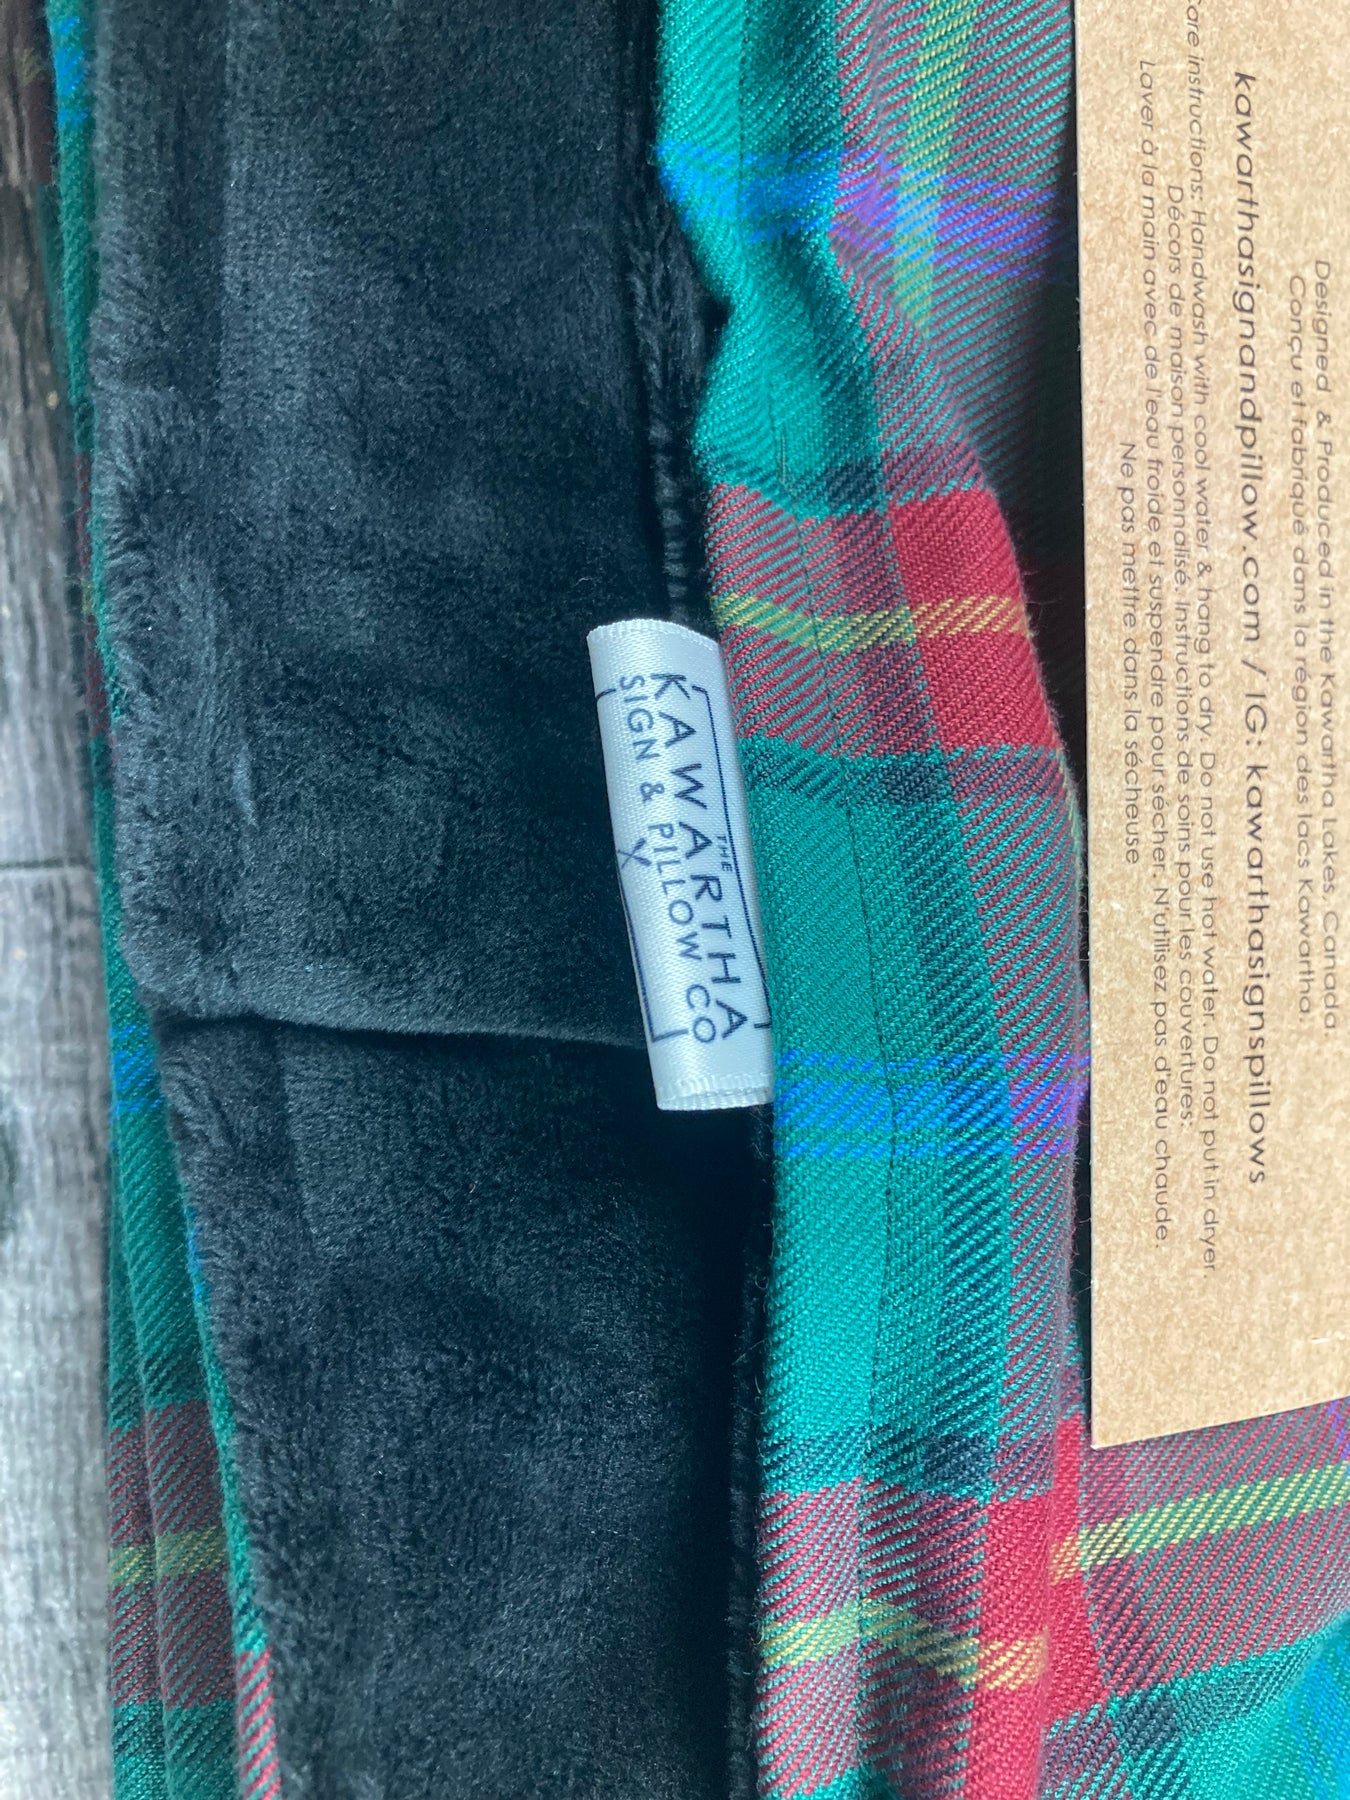 THE
KAWARTHA
SIGN & PILLOW CO
Designed & Produced in the Kawartha Lakes, Canada
Conçu et fabriqué dans la région des lacs Kawartha.
kawarthasignandpillow.com / IG: kawarthasignspillows
care instructions: Handwash with cool water & hang to dry. Do not use hot water. Do not put in dryer.
Décors de maison personnalisé. Instructions de soins pour les couvertures:
Laver à la main avec de l'eau froide, et suspendre pour sécher. N'utilisez pas d'eau chaude.
Ne pas mettre dans la sécheuse